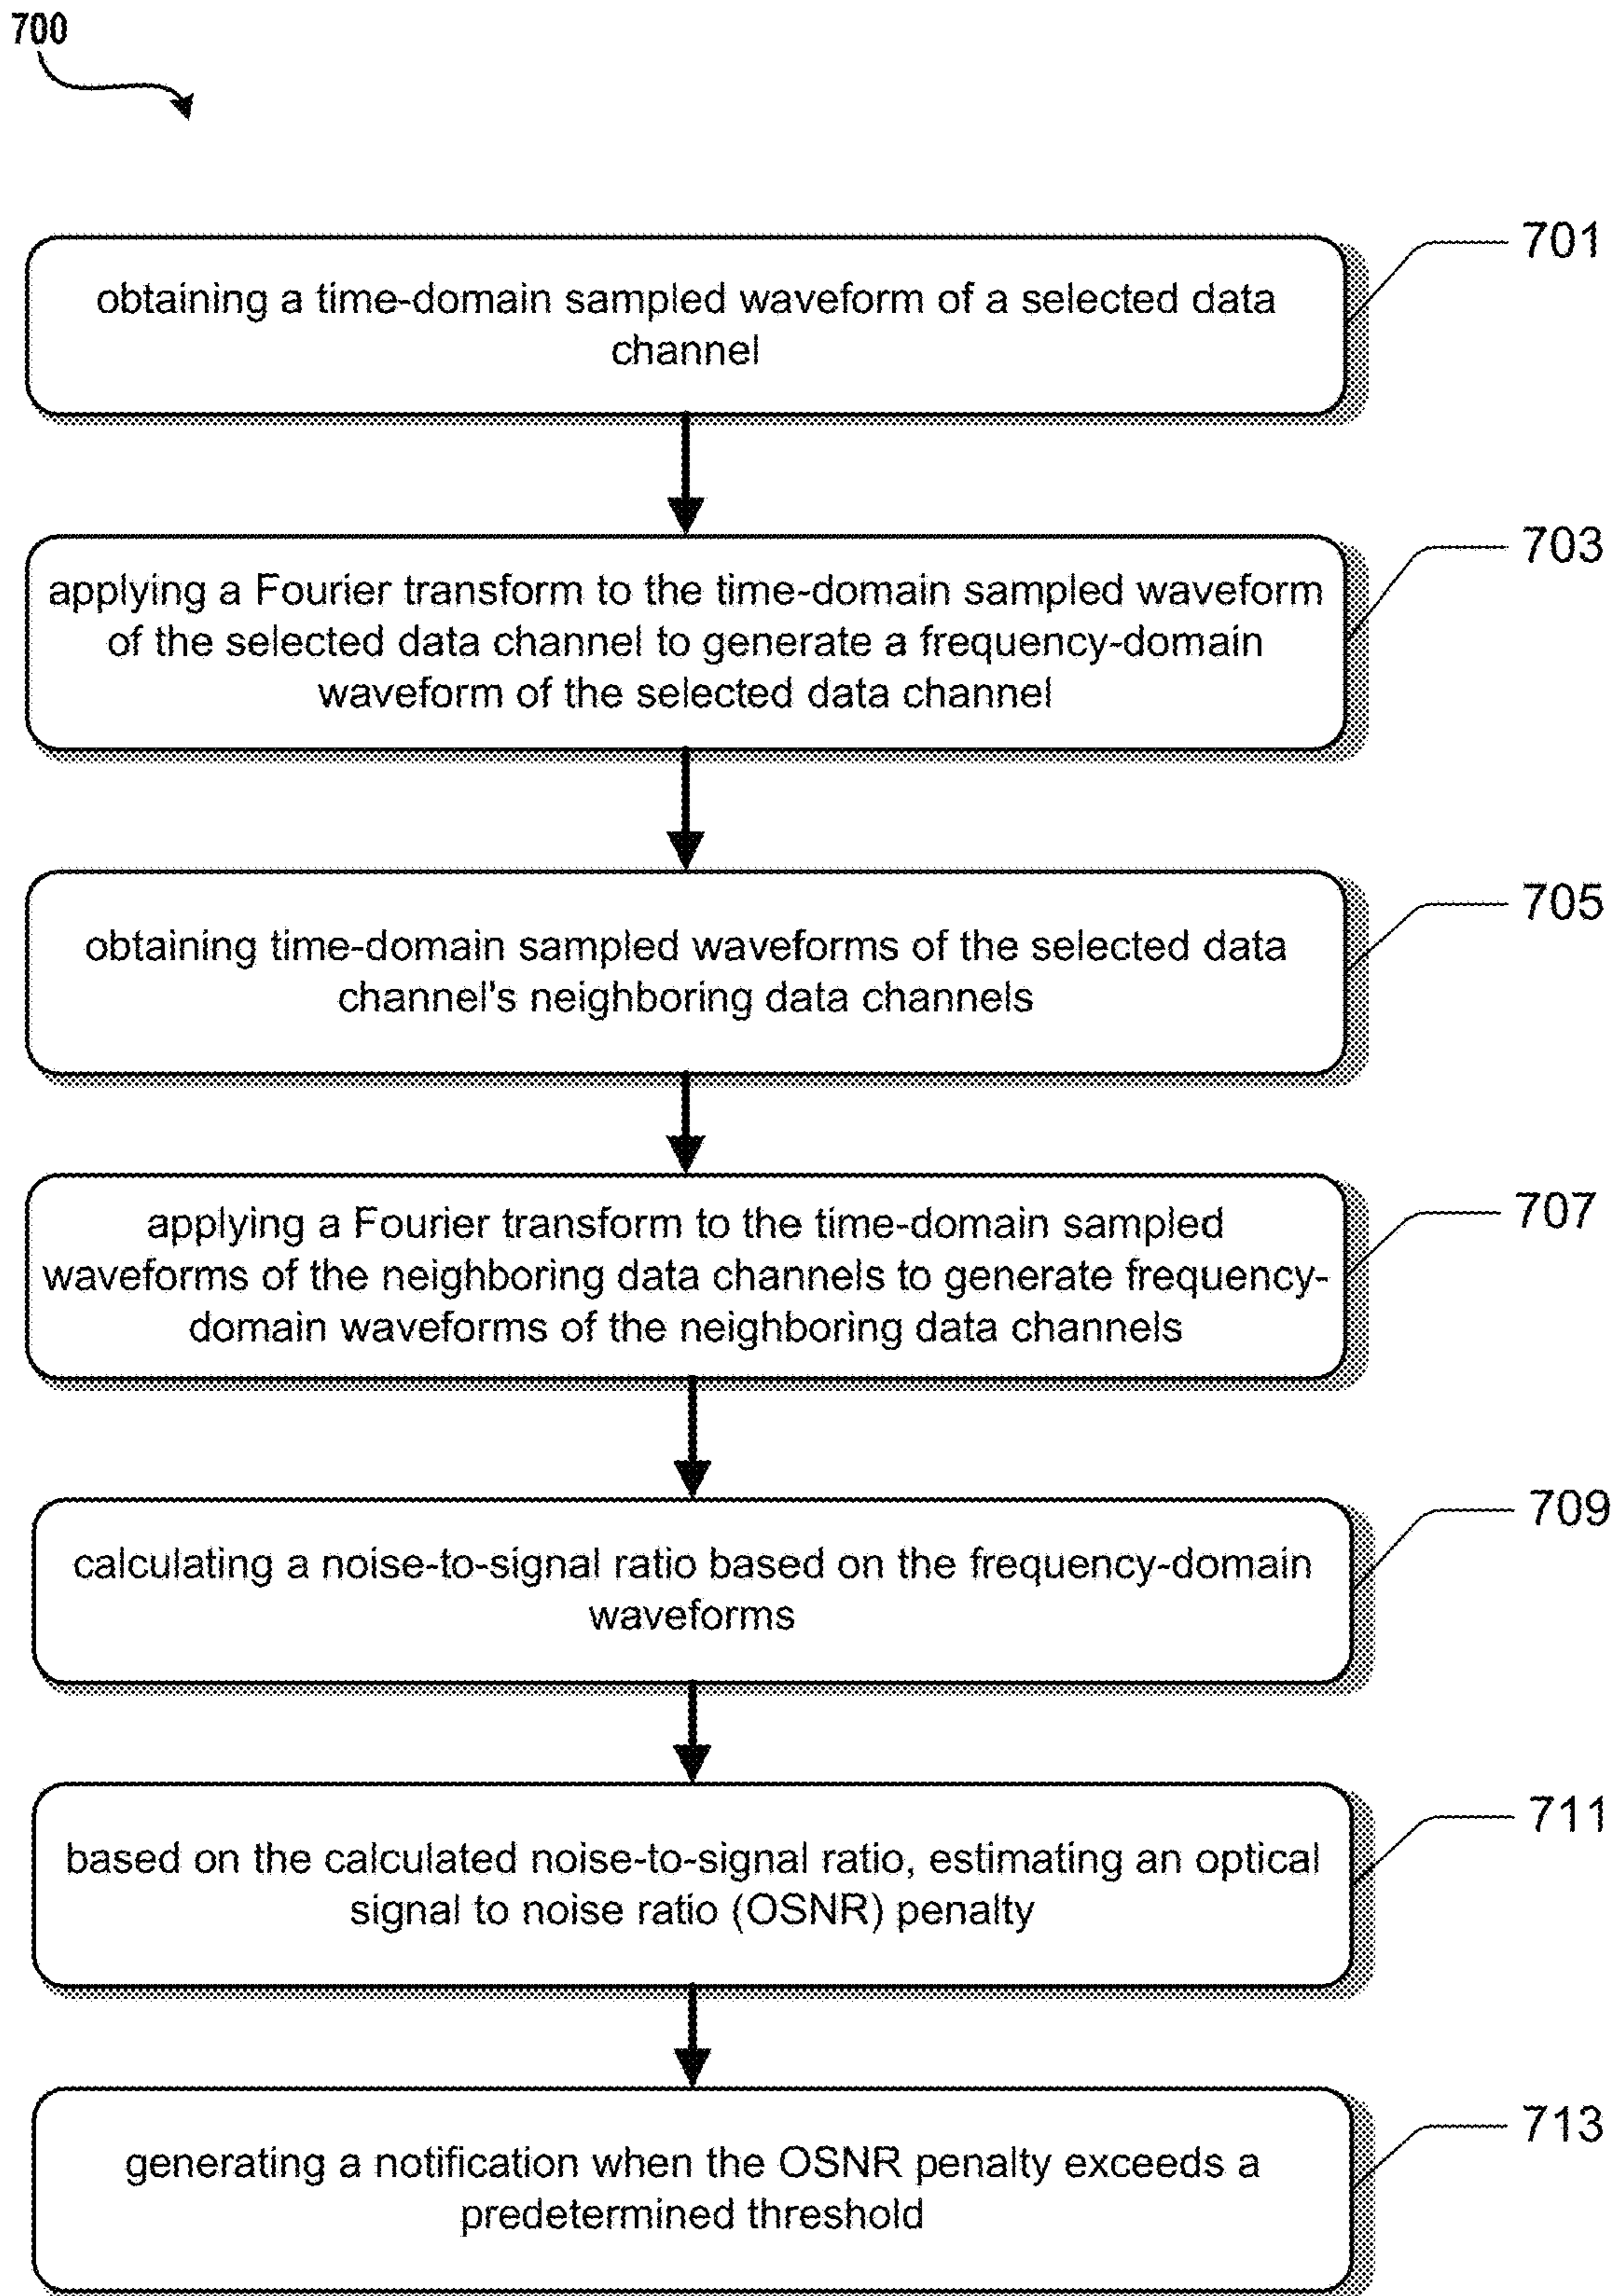 700
701
obtaining a time-domain sampled waveform of a selected data
channel
703
applying a Fourier transform to the time-domain sampled waveform
of the selected data channel to generate a frequency-domain
waveform of the selected data channel
705
obtaining time-domain sampled waveforms of the selected data
channel's neighboring data channels
707
applying a Fourier transform to the time-domain sampled
waveforms of the neighboring data channels to generate frequency-
domain waveforms of the neighboring data channels
709
calculating a noise-to-signal ratio based on the frequency-domain
waveforms
711
based on the calculated noise-to-signal ratio, estimating an optical
signal to noise ratio (OSNR) penalty
713
generating a notification when the OSNR penalty exceeds a
predetermined threshold